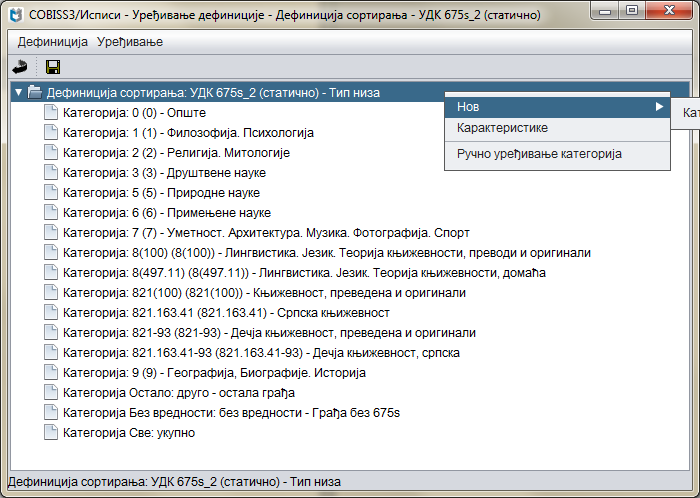 COBISS3/Исписи - Уређивање дефиниције - Дефиниција сортирања - УДК 675s_2 (статично)
Дефиниција Уређивање
Дефиниција сортирања: УДК 675s_2 (статично) - Тип низа
Нов
Кат
Карактеристике
Ручно уређивање категорија
Категорија: 0 (0) - Опште
Категорија: 1 (1) - Филозофија. Психологија
Категорија: 2 (2) - Религија. Митологије
Категорија: 3 (3) - Друштвене науке
Категорија: 5 (5) - Природне науке
Категорија: 6 (6) - Примењене науке
Категорија: 7 (7) - Уметност. Архитектура. Музика. Фотографија. Спорт
Категорија: 8(100) (8(100)) - Лингвистика. Језик. Теорија књижевности, преводи и оригинали
Категорија: 8(497.11) (8(497.11)) - Лингвистика. Језик. Теорија књижевности, домаћа
Категорија: 821(100) (821(100)) - Књижевност, преведена и оригинали
Категорија: 821.163.41 (821.163.41) - Српска књижевност
Категорија: 821-93 (821-93) - Дечја књижевност, преведена и оригинали
Категорија: 821.163.41-93 (821.163.41-93) - Дечја књижевност, српска
Категорија: 9 (9) - Географија, Биографије. Историја
Категорија Остало: друго - остала грађа
Категорија Без вредности: без вредности - Грађа без 675s
Категорија Све: укупно
Дефиниција сортирања: УДК 675s_2 (статично) - Тип низа